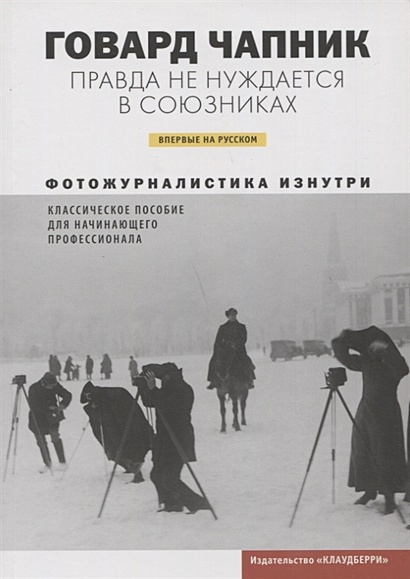 ГОВАРД ЧАПНИК
ПРАВДА НЕ НУЖДАЕТСЯ
В СОЮЗНИКАХ
ВПЕРВЫЕ НА РУССКОМ
ФОТОЖУРНАЛИСТИКА ИЗНУТРИ
КЛАССИЧЕСКОЕ ПОСОБИЕ
ДЛЯ НАЧИНАЮЩЕГО
ПРОФЕССИОНАЛА
Издательство «КЛАУДБЕРРИ»